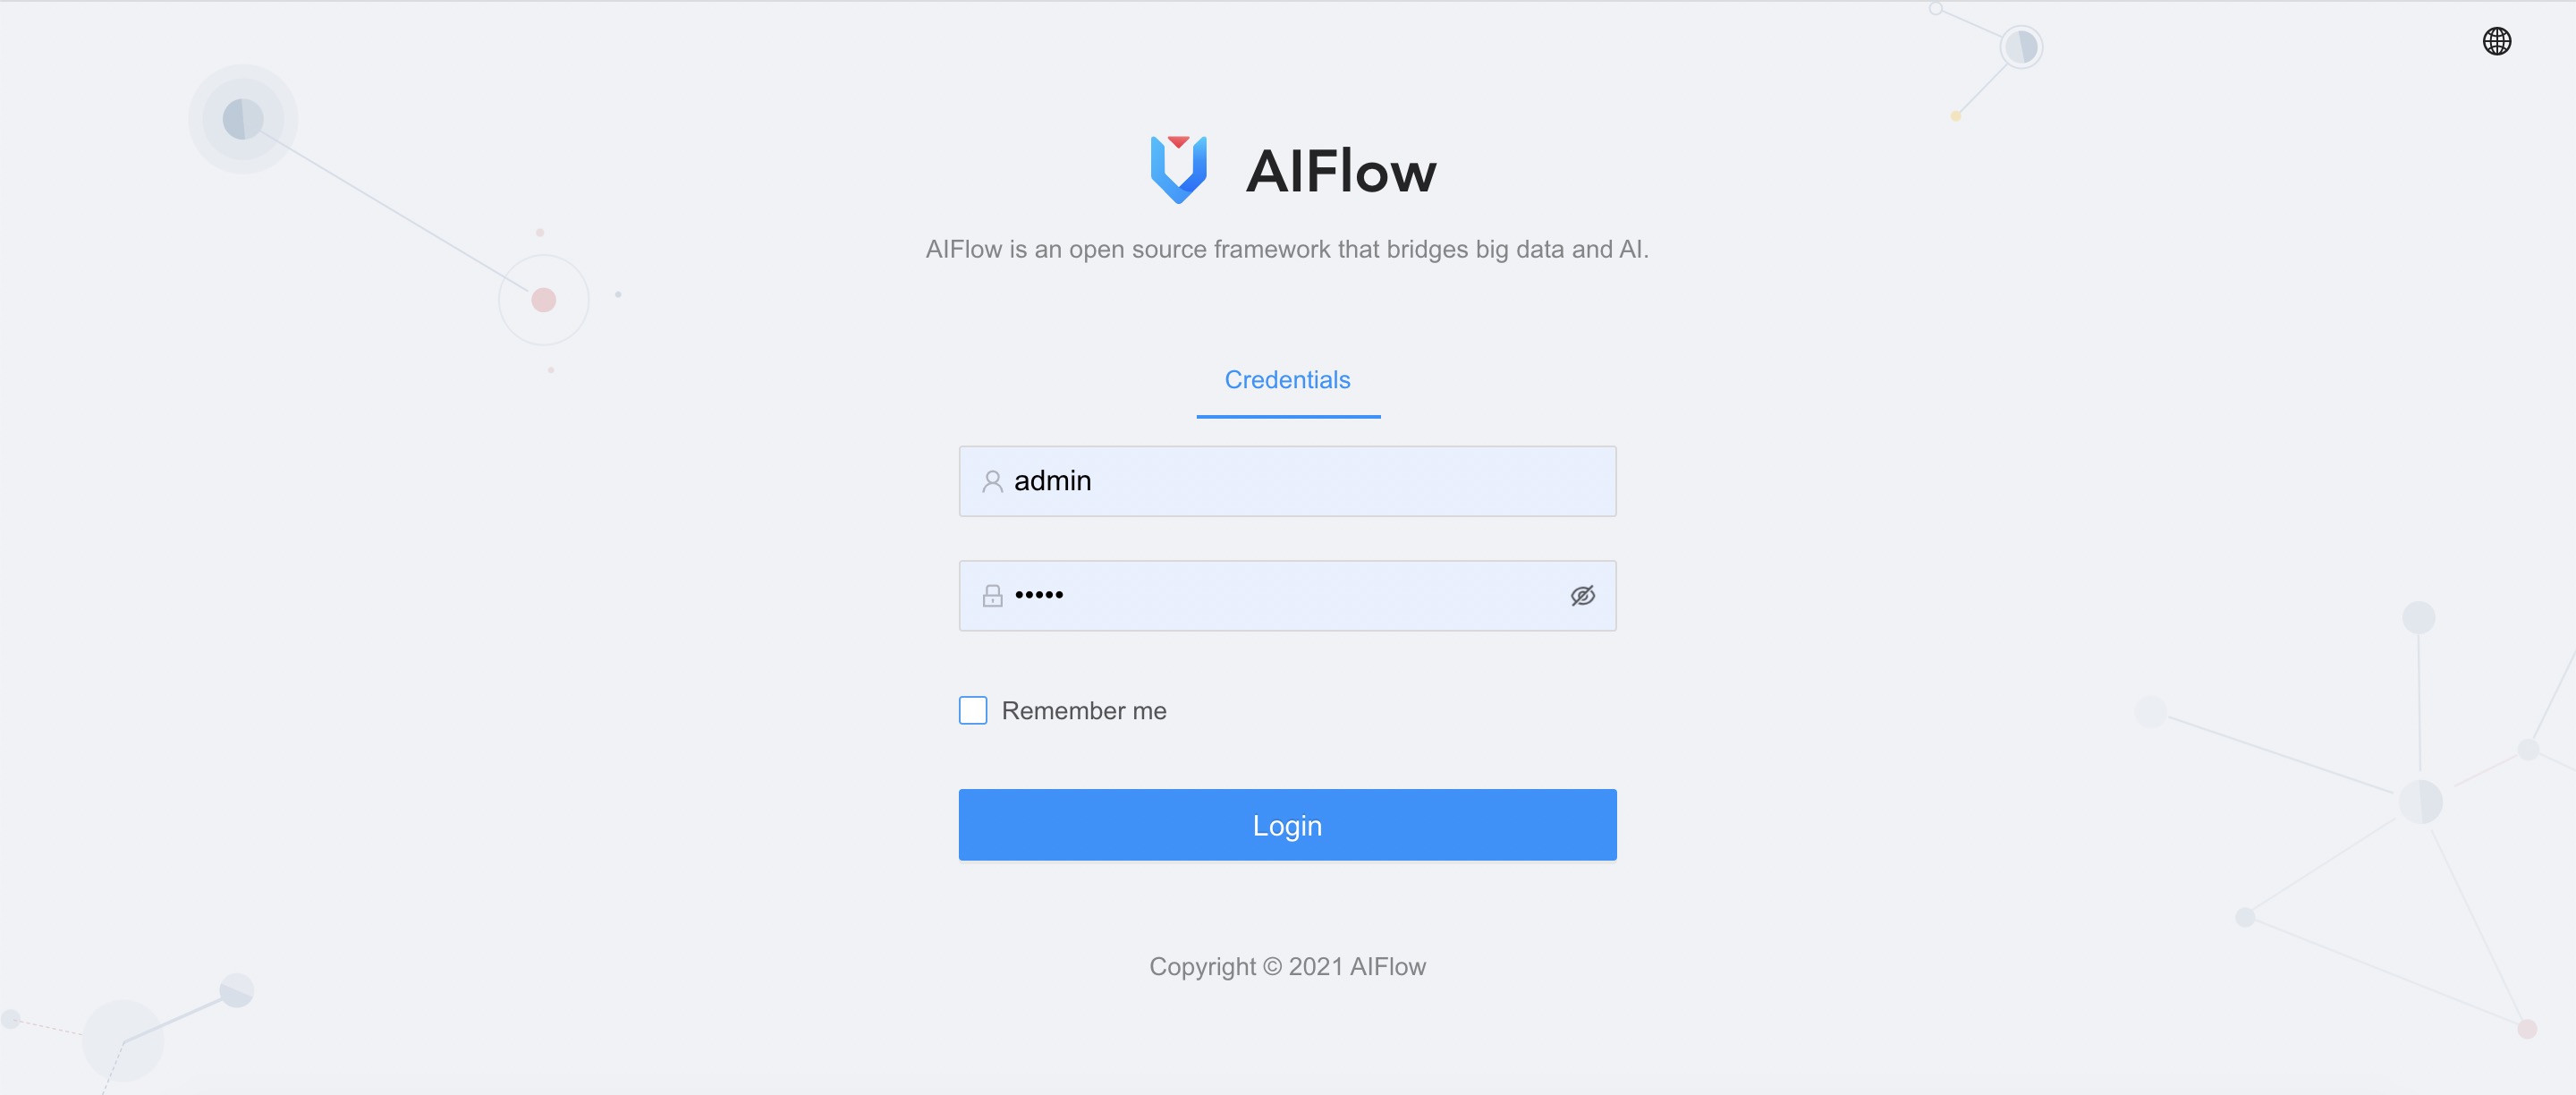 AIFlow
AIFlow is an open source framework that bridges big data and AI.
Credentials
admin
•••••
Remember me
Login
Copyright © 2021 AIFlow